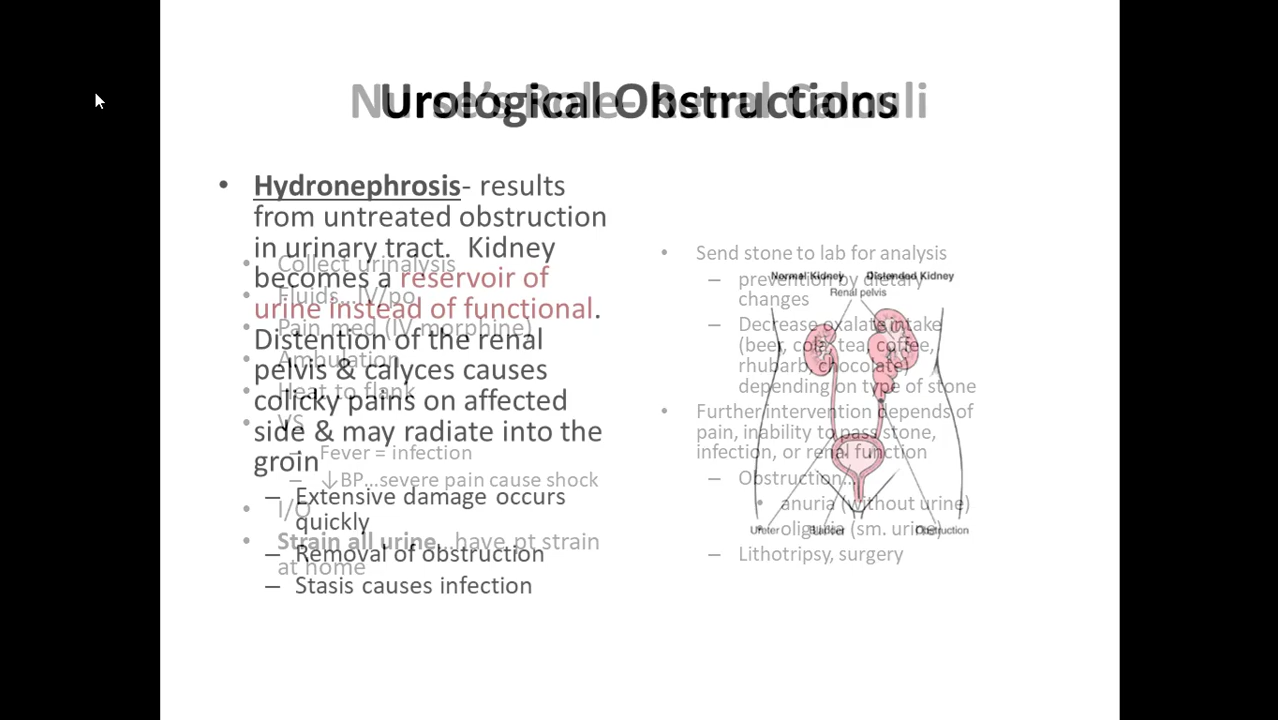 Urological Obstructions
• Hydronephrosis- results
from untreated obstruction
in urinary tract. Kidney
becomes a reservoir of
urine instead of functional.
Distention of the renal
pelvis & calyces causes
colicky pains on affected
side & may radiate into the
groin
– Extensive damage occurs
quickly
– Removal of obstruction
– Stasis causes infection
Normal Kidney
Distended Kidney
Renal pelvis
Ureter
Bladder
Obstruction
Nurse's Role- Renal Calculi
• Collect urinalysis
• Fluids...IV/po
• Pain med (IV morphine)
• Ambulation
• Heat to flank
• VS
– Fever = infection
– ↓BP...severe pain cause shock
• I/O
• Strain all urine...have pt strain
at home
• Send stone to lab for analysis
– prevention by dietary
changes
– Decrease oxalate intake
(beer, cola, tea, coffee,
rhubarb, chocolate)
depending on type of stone
• Further intervention depends of
pain, inability to pass stone,
infection, or renal function
– Obstruction...
• anuria (without urine)
• oliguria (sm. urine)
– Lithotripsy, surgery